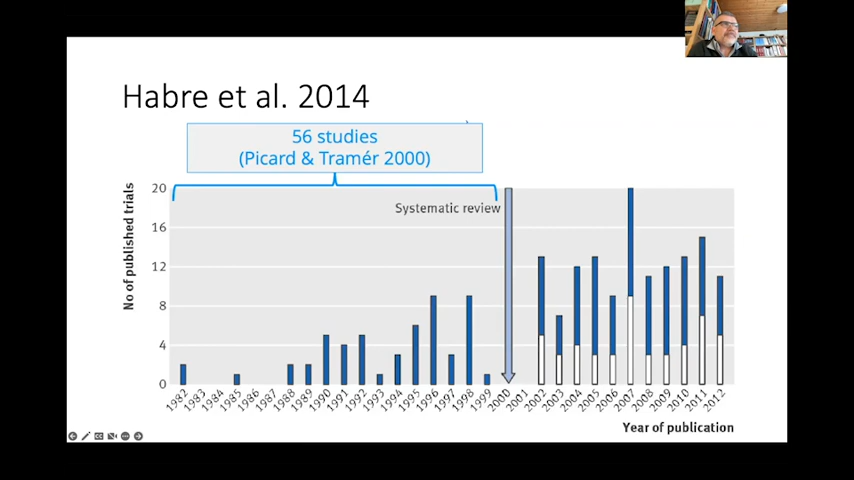 Habre et al. 2014
56 studies
(Picard & Tramér 2000)
Systematic review
No of published trials
20
16
12
8
4
0
1982 1983 1984 1985 1986 1987 1988 1989 1990 1991 1992 1993 1994 1995 1996 1997 1998 1999 2000 2001 2002 2003 2004 2005 2006 2007 2008 2009 2010 2011 2012
Year of publication